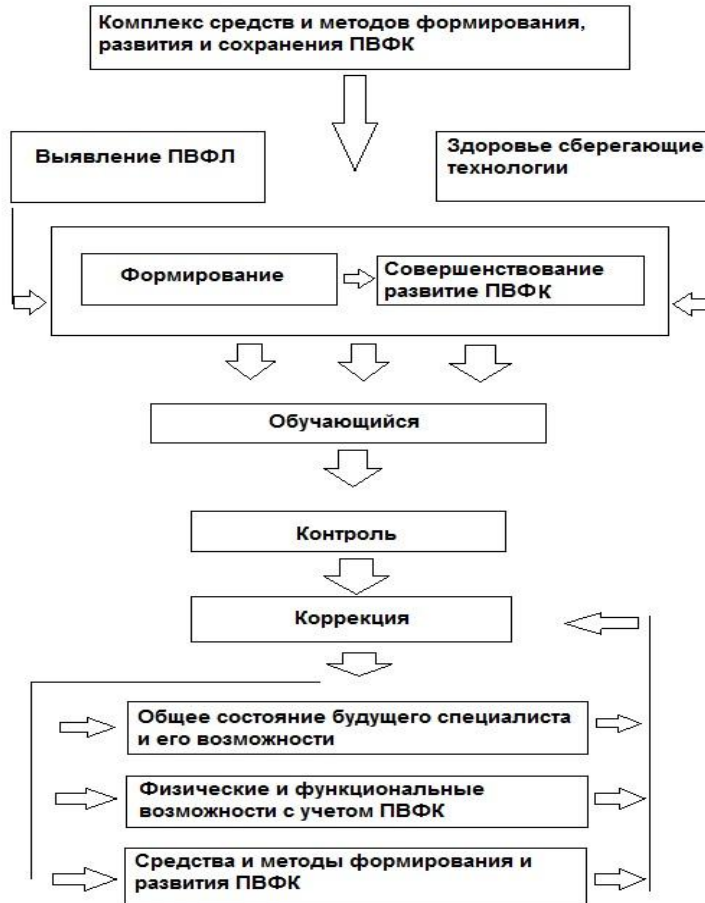 Комплекс средств и методов формирования,
развития и сохранения ПВФК
Выявление ПВФЛ
Здоровье сберегающие
технологии
Формирование
Совершенствование
развитие ПВФК
Обучающийся
Контроль
Коррекция
Общее состояние будущего специалиста
и его возможности
Физические и функциональные
возможности с учетом ПВФК
Средства и методы формирования и
развития ПВФК